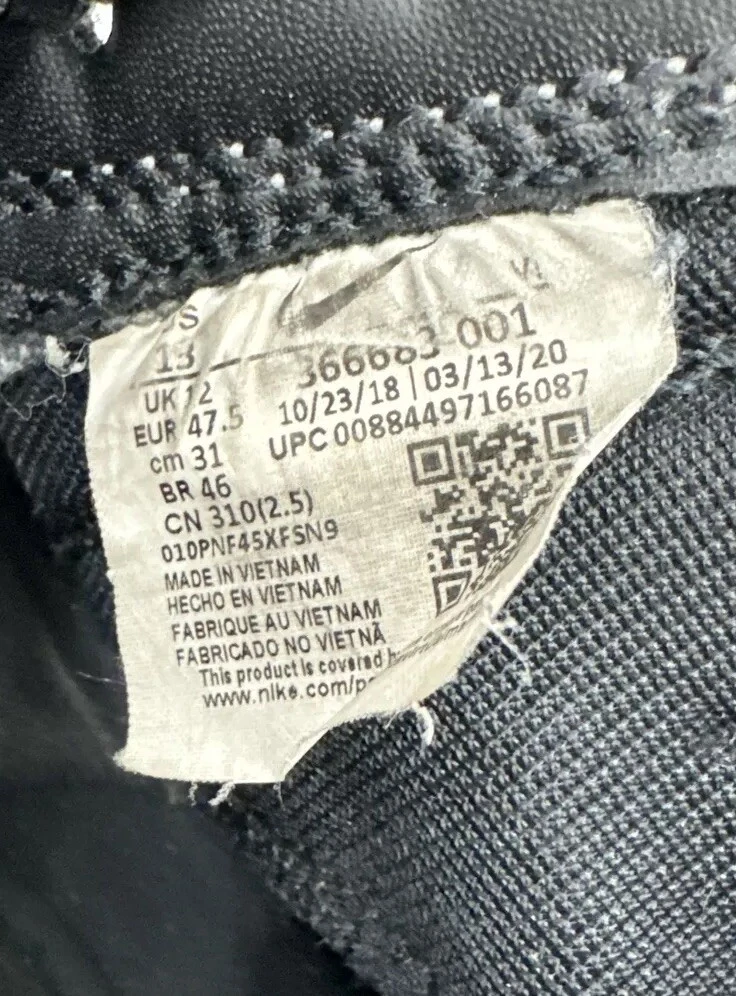 US
13
UK 12
EUR 47.5
cm 31
BR 46
CN 310(2.5)
010PNF45XFSN9
MADE IN VIETNAM
HECHO EN VIETNAM
FABRIQUE AU VIETNAM
FABRICADO NO VIETNÃ
This product is covered
www.nike.com/p
VJ
366683 001
10/23/18 | 03/13/20
UPC 00884497166087